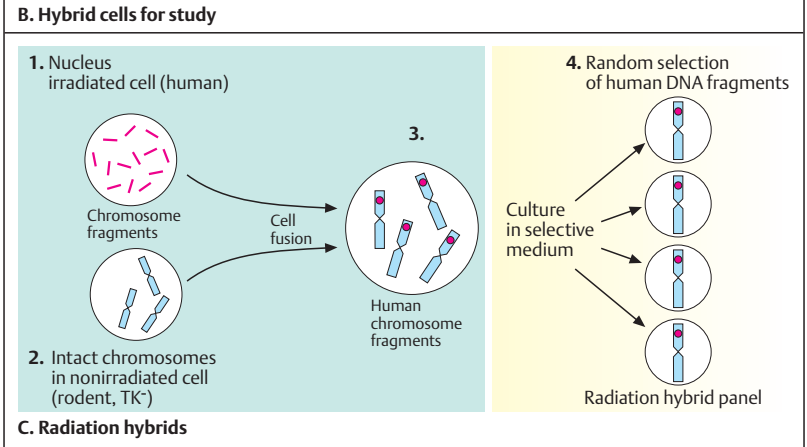 B. Hybrid cells for study
1. Nucleus
irradiated cell (human)
Chromosome
fragments
2. Intact chromosomes
in nonirradiated cell
(rodent, TK⁻)
Cell
fusion
3.
Human
chromosome
fragments
4. Random selection
of human DNA fragments
Culture
in selective
medium
Radiation hybrid panel
C. Radiation hybrids